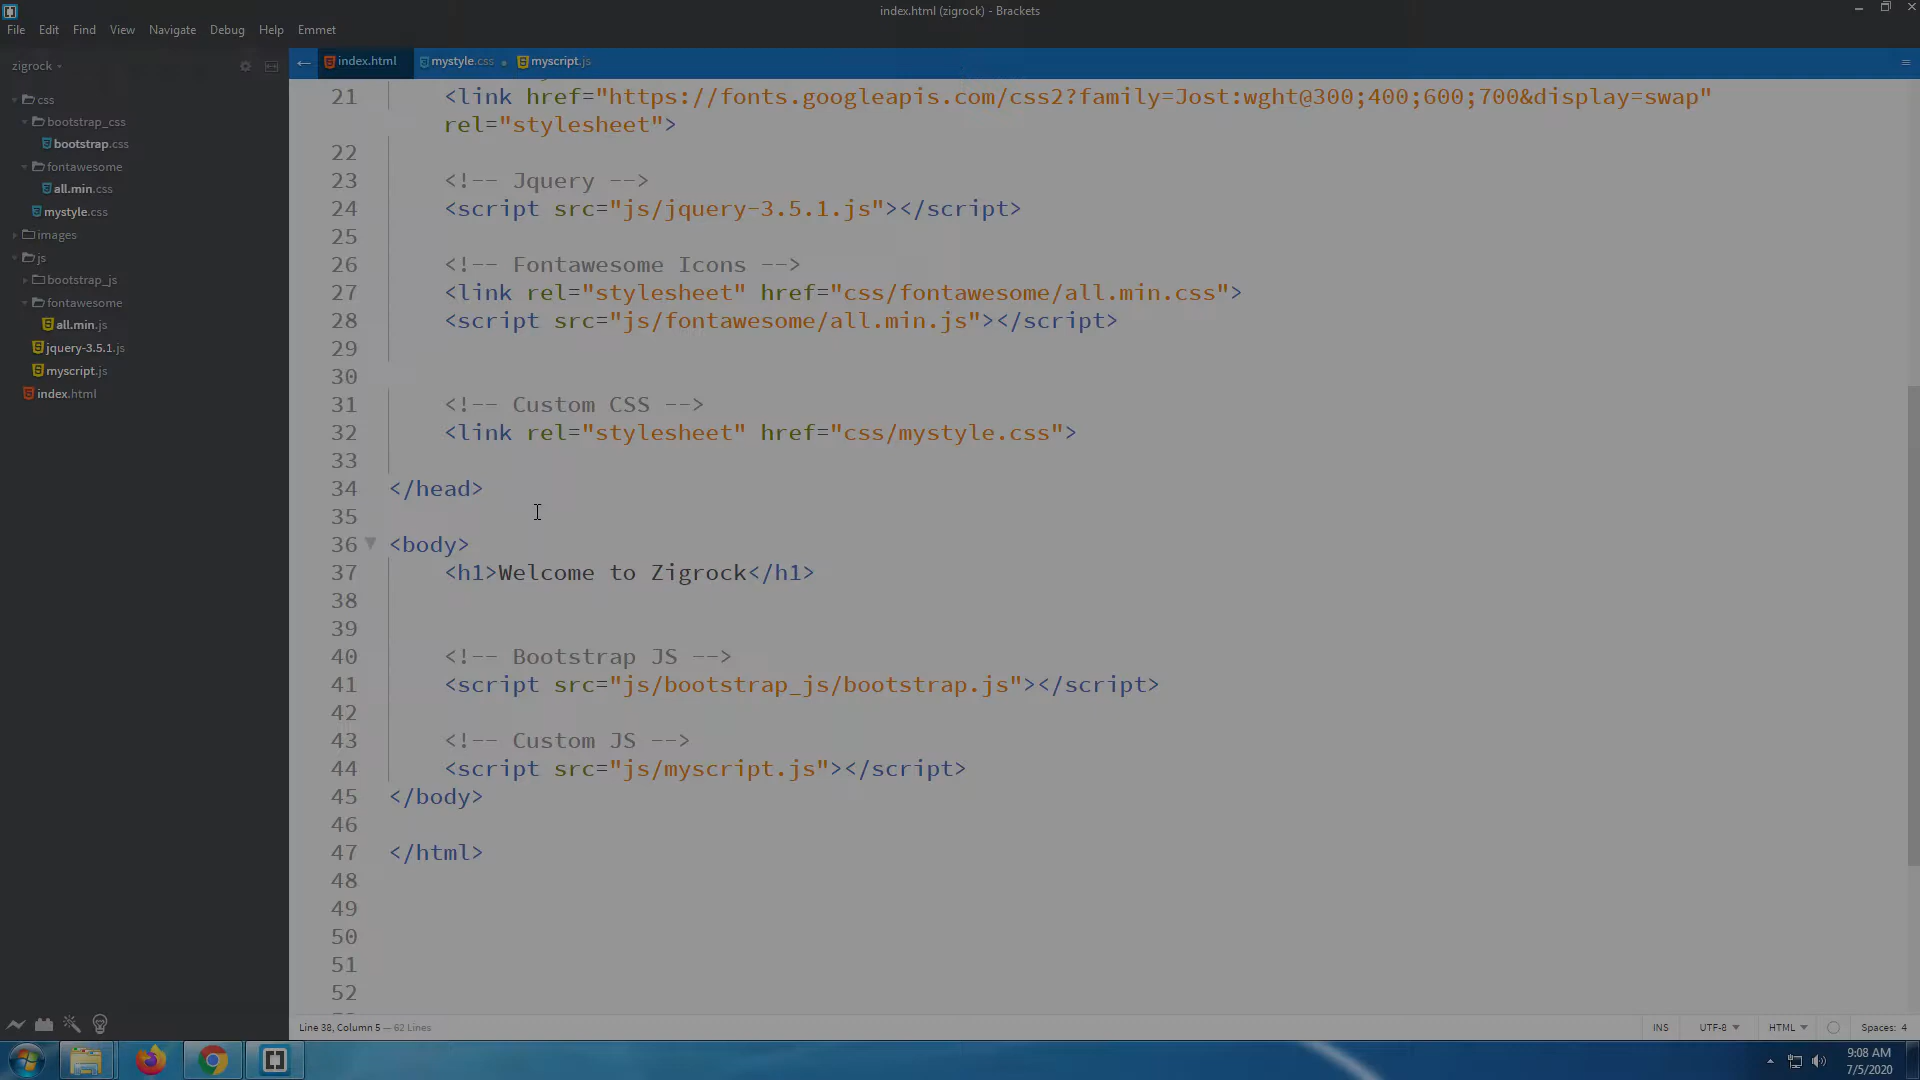 index.html (zigrock) - Brackets
File Edit Find View Navigate Debug Help Emmet
zigrock
index.html mystyle.css myscript.js
css
bootstrap_css
bootstrap.css
fontawesome
all.min.css
mystyle.css
images
js
bootstrap_js
fontawesome
all.min.js
jquery-3.5.1.js
myscript.js
index.html
21 <link href="https://fonts.googleapis.com/css2?family=Jost:wght@300;400;600;700&display=swap"
rel="stylesheet">
22
23 <!-- Jquery -->
24 <script src="js/jquery-3.5.1.js"></script>
25
26 <!-- Fontawesome Icons -->
27 <link rel="stylesheet" href="css/fontawesome/all.min.css">
28 <script src="js/fontawesome/all.min.js"></script>
29
30
31 <!-- Custom CSS -->
32 <link rel="stylesheet" href="css/mystyle.css">
33
34 </head>
35
36 <body>
37 <h1>Welcome to Zigrock</h1>
38
39
40 <!-- Bootstrap JS -->
41 <script src="js/bootstrap_js/bootstrap.js"></script>
42
43 <!-- Custom JS -->
44 <script src="js/myscript.js"></script>
45 </body>
46
47 </html>
48
49
50
51
52
Line 38, Column 5 — 62 Lines
INS UTF-8 HTML Spaces: 4
9:08 AM
7/5/2020